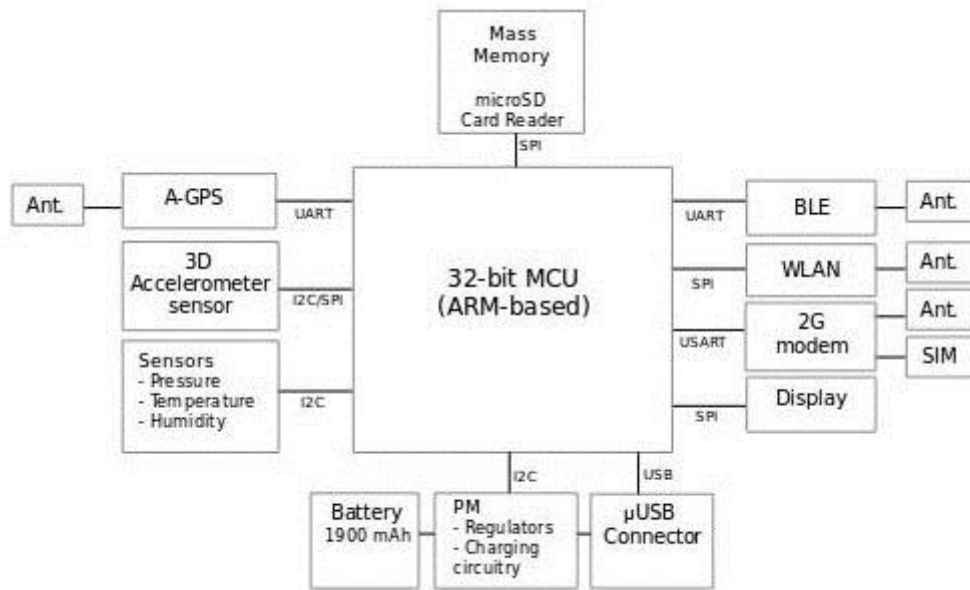 Mass
Memory
microSD
Card Reader
SPI
Ant.
A-GPS
UART
3D
Accelerometer
sensor
I2C/SPI
Sensors
- Pressure
- Temperature
- Humidity
I2C
32-bit MCU
(ARM-based)
UART
BLE
Ant.
SPI
WLAN
Ant.
USART
2G
modem
Ant.
SIM
SPI
Display
I2C
USB
Battery
1900 mAh
PM
- Regulators
- Charging
circuitry
µUSB
Connector